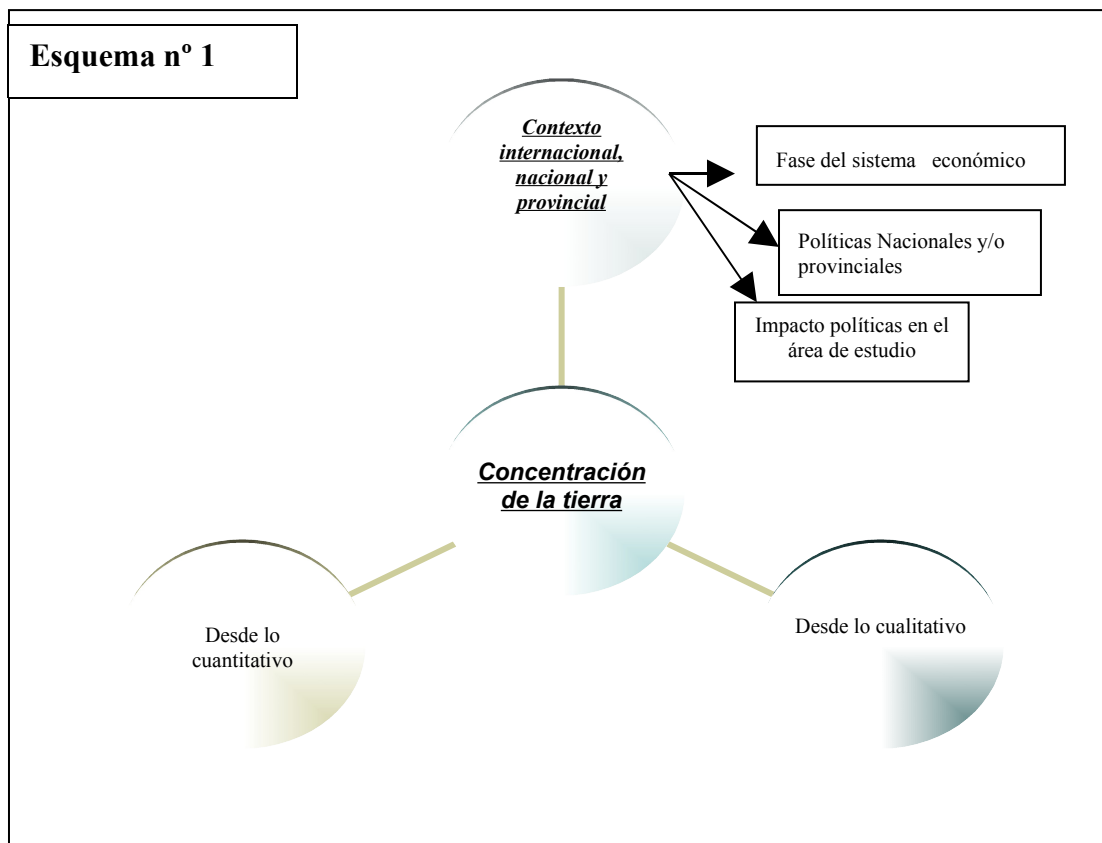 Esquema nº 1
Contexto
internacional,
nacional y
provincial
Fase del sistema económico
Políticas Nacionales y/o
provinciales
Impacto políticas en el
área de estudio
Concentración
de la tierra
Desde lo
cuantitativo
Desde lo cualitativo